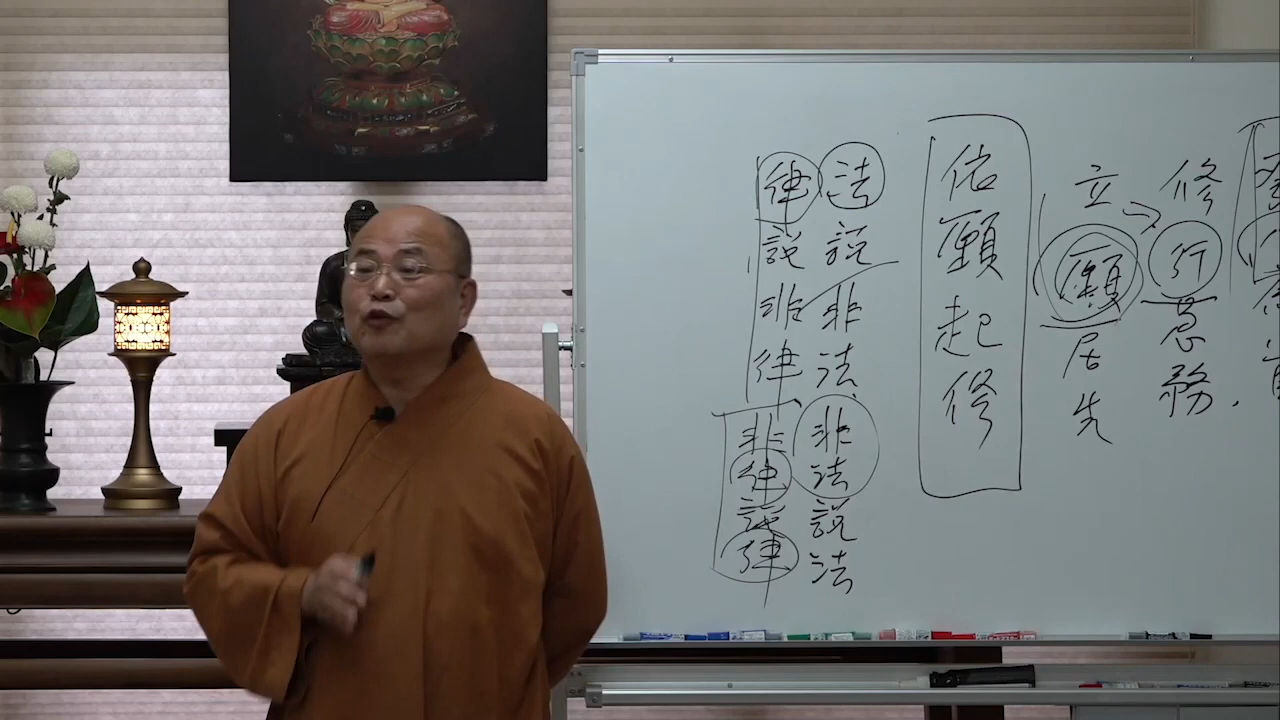 修行急務.
立願居先
依願起修
法說非法、非法說法
律說非律、非律說律